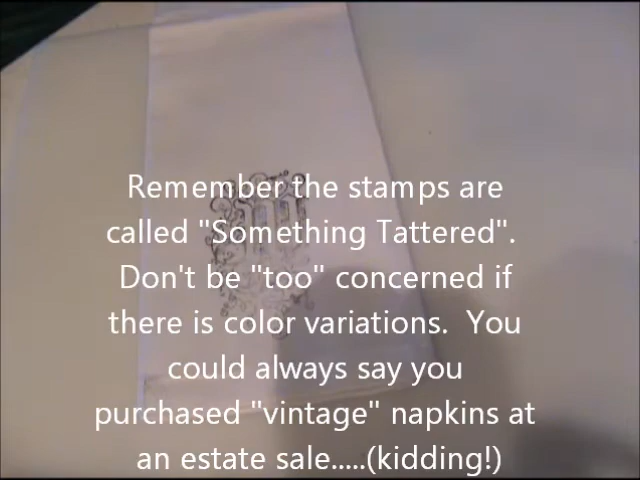 Remember the stamps are
called "Something Tattered".
Don't be "too" concerned if
there is color variations.  You
could always say you
purchased "vintage" napkins at
an estate sale.....(kidding!)